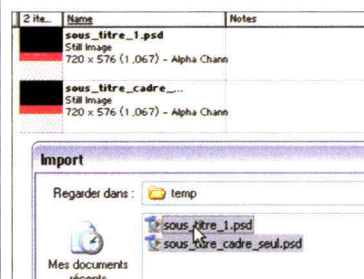 2 ite... Name Notes
sous_titre_1.psd
Still Image
720 x 576 (1,067) - Alpha Chann
sous_titre_cadre_...
Still Image
720 x 576 (1,067) - Alpha Chann
Import
Regarder dans : temp
sous_titre_1.psd
sous_titre_cadre_seul.psd
Mes documents
récents